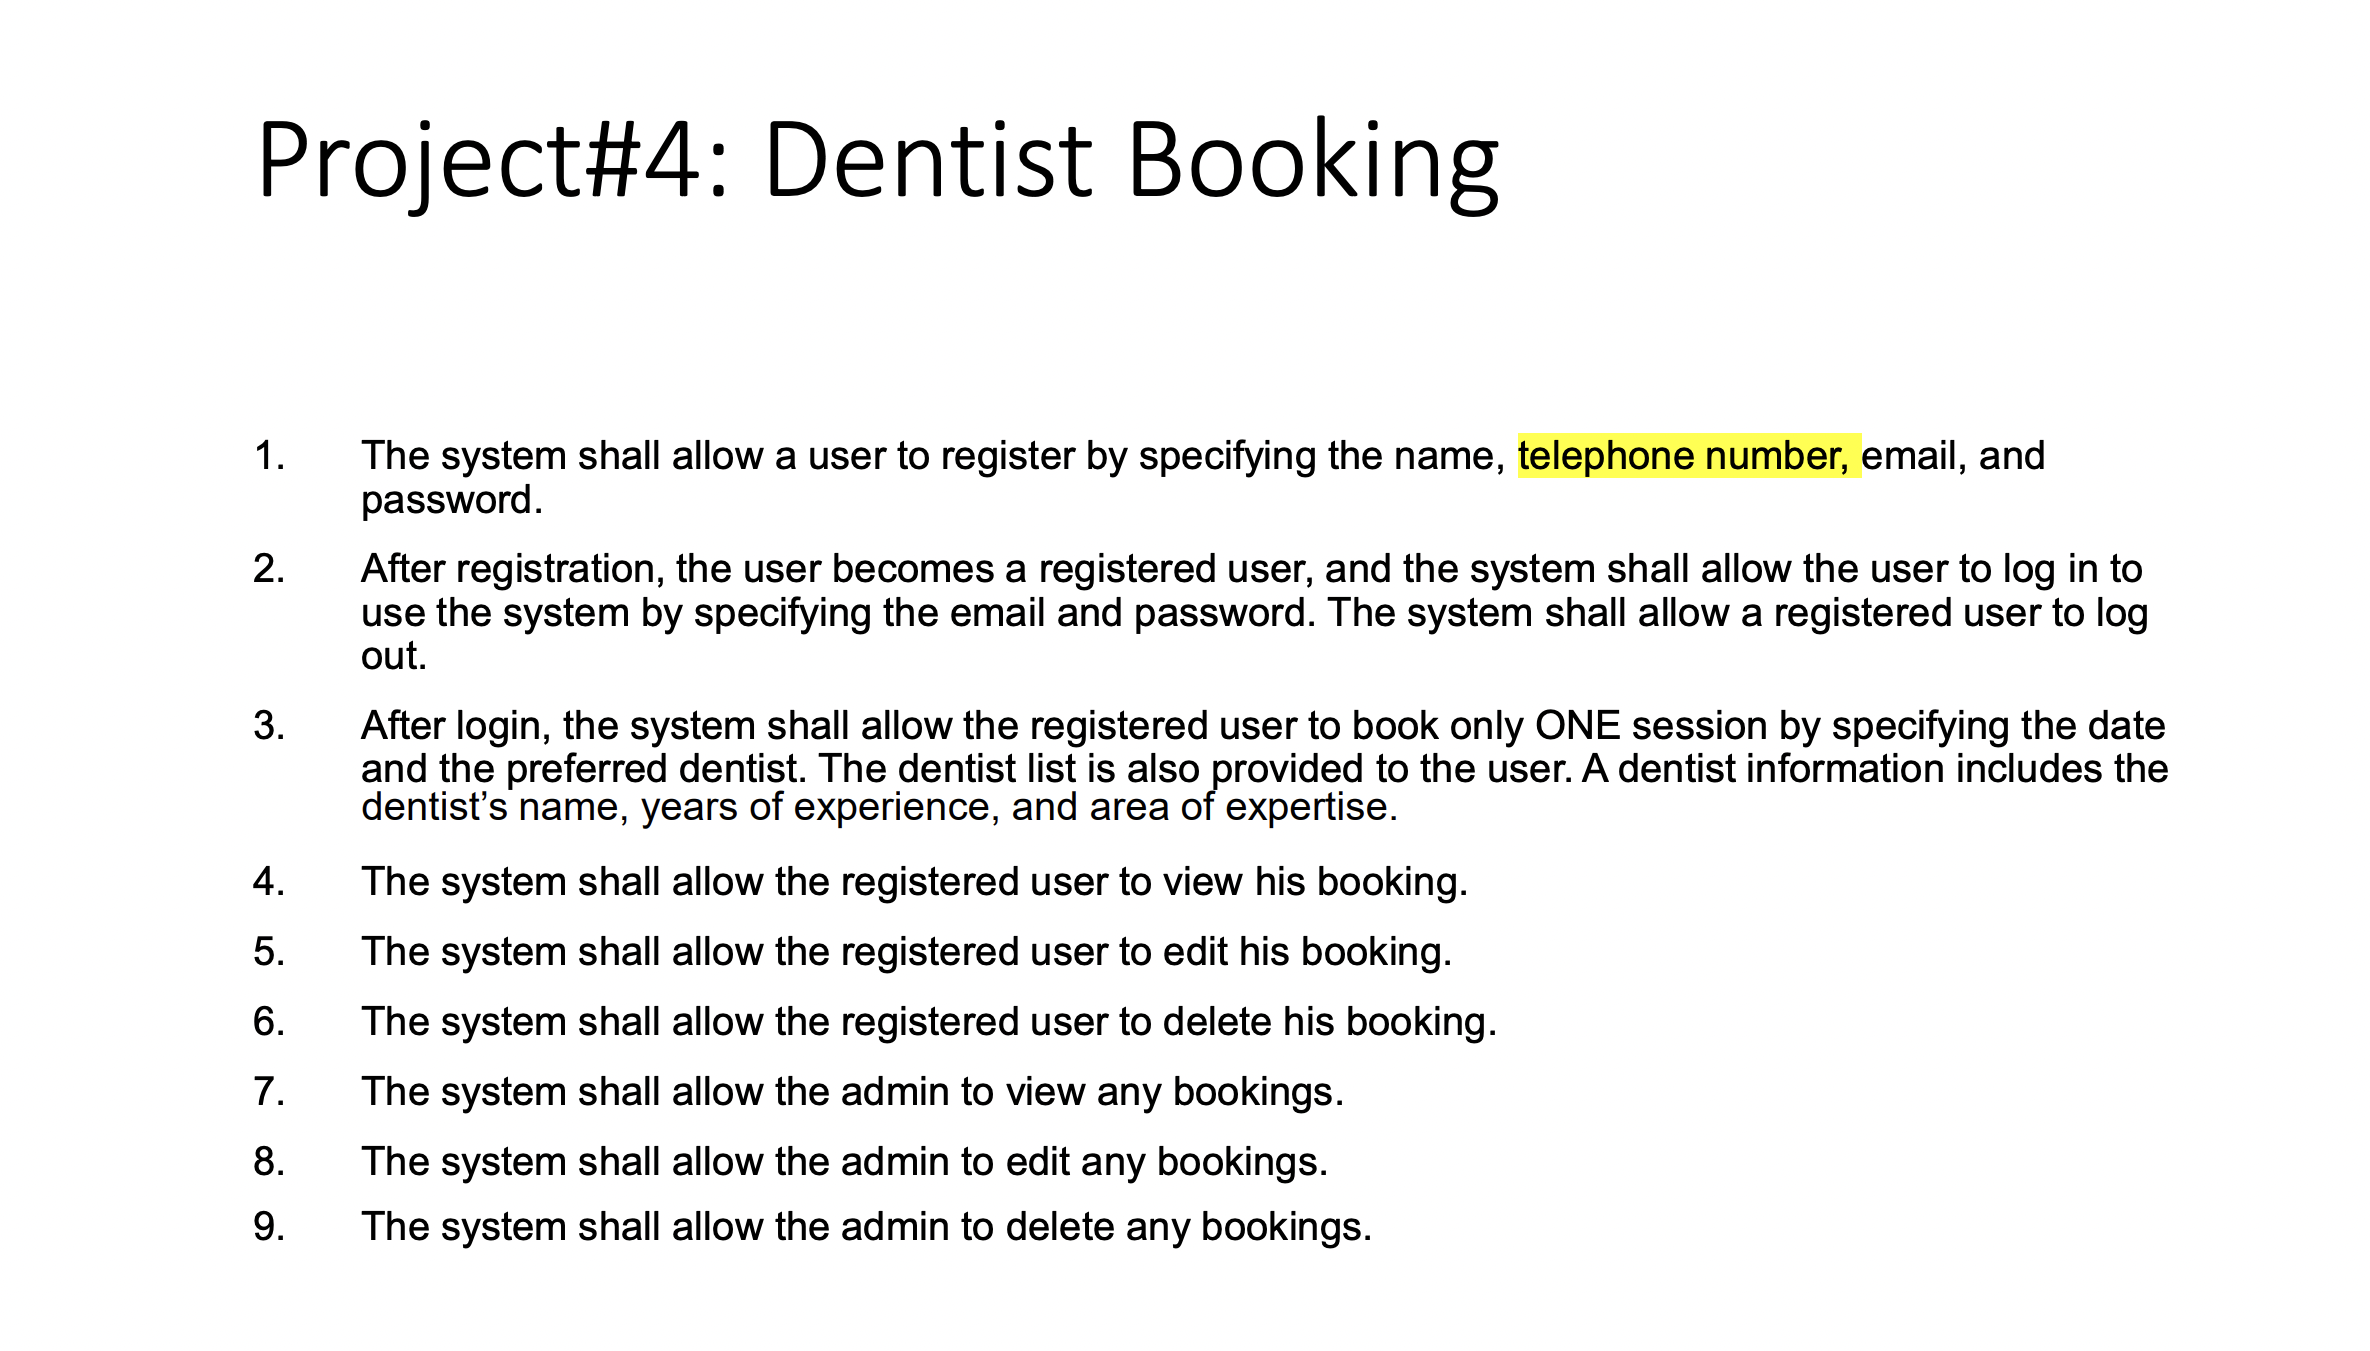 Project#4: Dentist Booking
1. The system shall allow a user to register by specifying the name, telephone number, email, and
password.
2. After registration, the user becomes a registered user, and the system shall allow the user to log in to
use the system by specifying the email and password. The system shall allow a registered user to log
out.
3. After login, the system shall allow the registered user to book only ONE session by specifying the date
and the preferred dentist. The dentist list is also provided to the user. A dentist information includes the
dentist’s name, years of experience, and area of expertise.
4. The system shall allow the registered user to view his booking.
5. The system shall allow the registered user to edit his booking.
6. The system shall allow the registered user to delete his booking.
7. The system shall allow the admin to view any bookings.
8. The system shall allow the admin to edit any bookings.
9. The system shall allow the admin to delete any bookings.